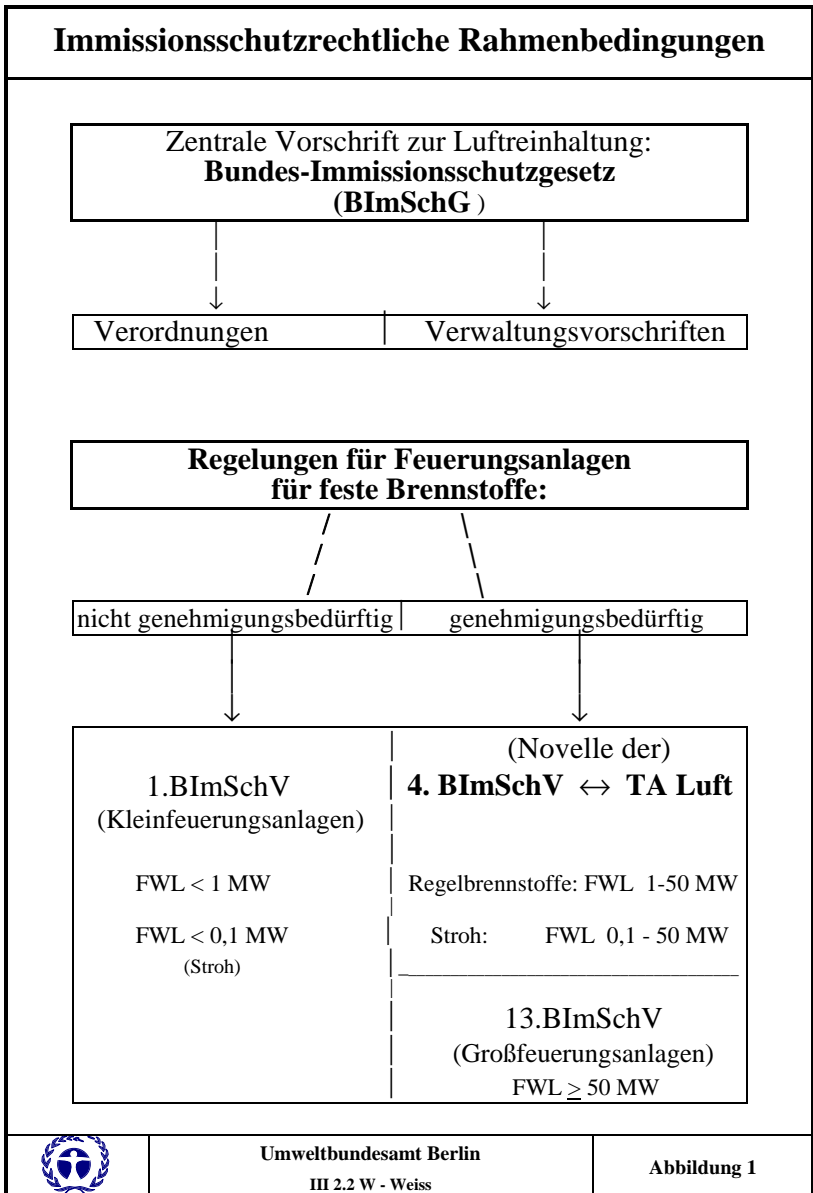 Immissionsschutzrechtliche Rahmenbedingungen
Zentrale Vorschrift zur Luftreinhaltung:
Bundes-Immissionsschutzgesetz
(BImSchG )
Verordnungen
Verwaltungsvorschriften
Regelungen für Feuerungsanlagen
für feste Brennstoffe:
nicht genehmigungsbedürftig
genehmigungsbedürftig
1.BImSchV
(Kleinfeuerungsanlagen)
FWL < 1 MW
FWL < 0,1 MW
(Stroh)
(Novelle der)
4. BImSchV ↔ TA Luft
Regelbrennstoffe: FWL 1-50 MW
Stroh: FWL 0,1 - 50 MW
13.BImSchV
(Großfeuerungsanlagen)
FWL ≥ 50 MW
Umweltbundesamt Berlin
III 2.2 W - Weiss
Abbildung 1